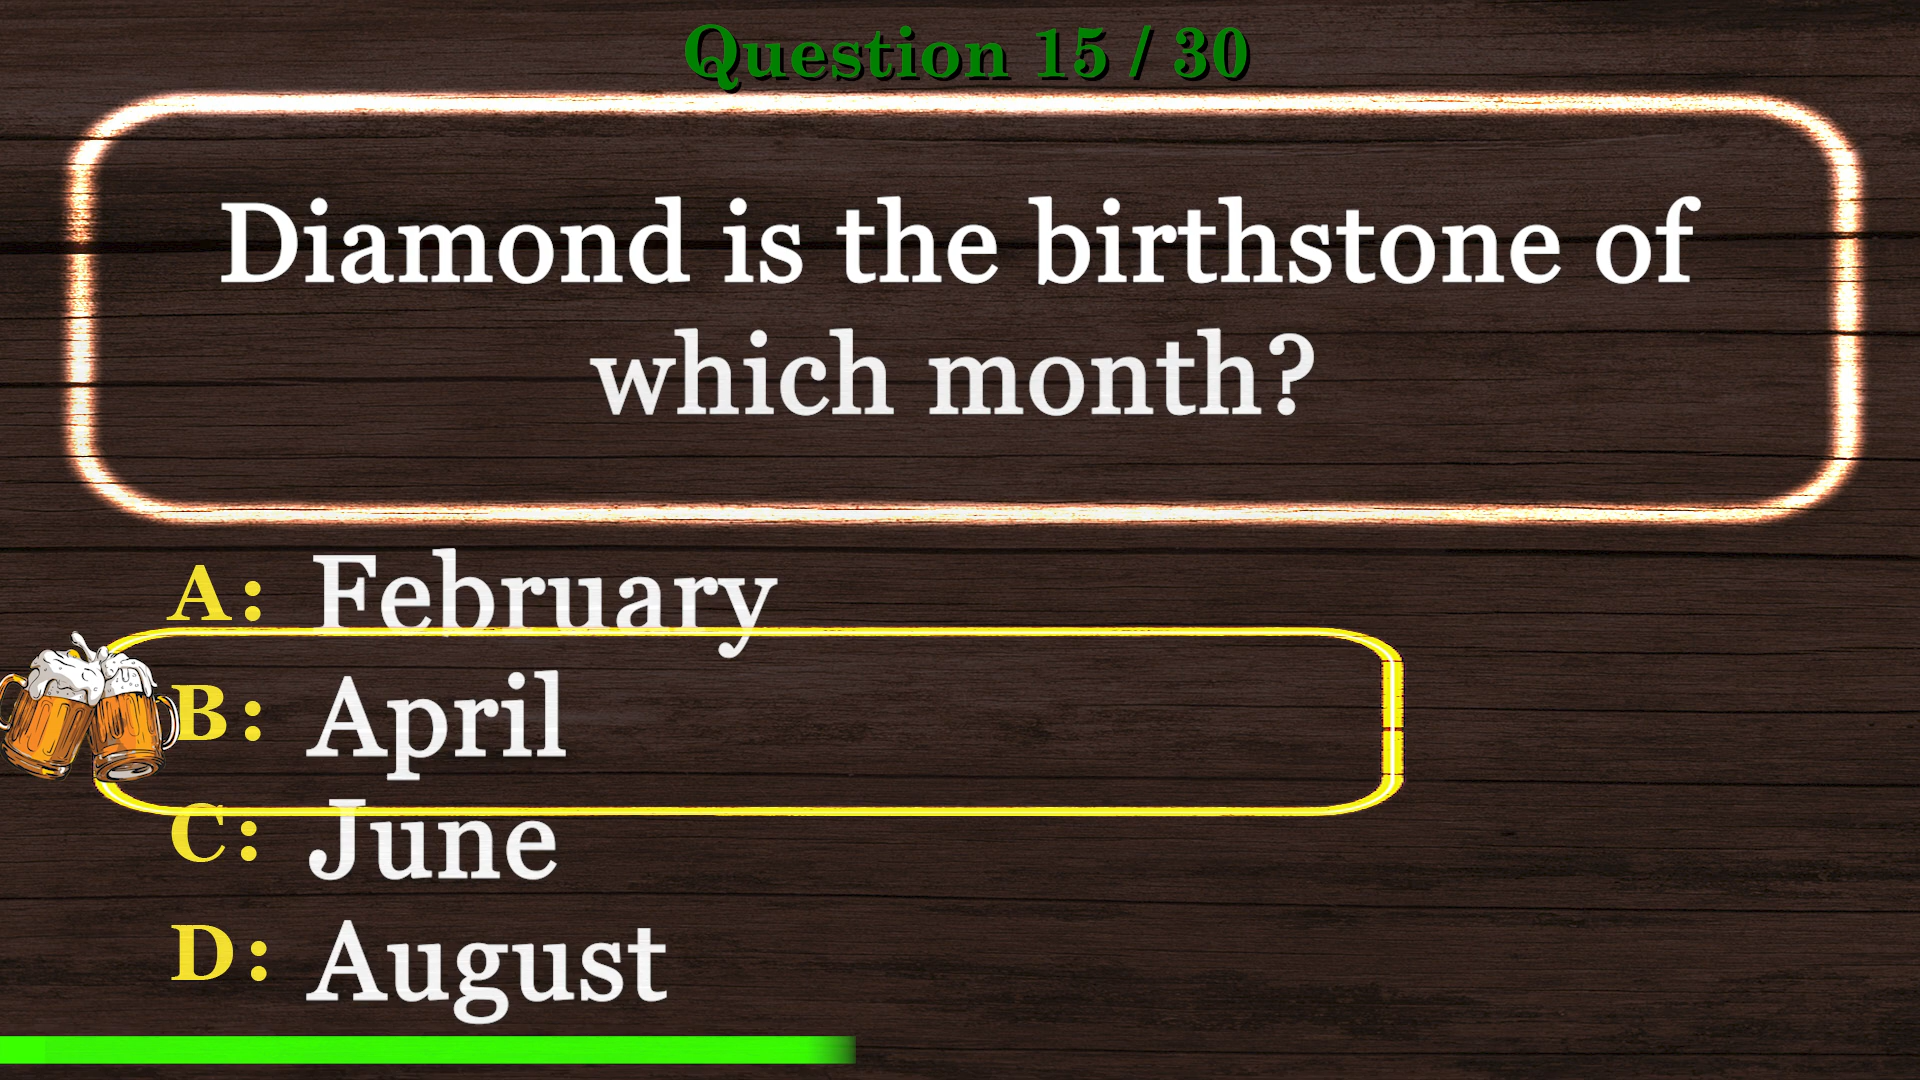 Question 15 / 30
Diamond is the birthstone of
which month?
A: February
B: April
C: June
D: August